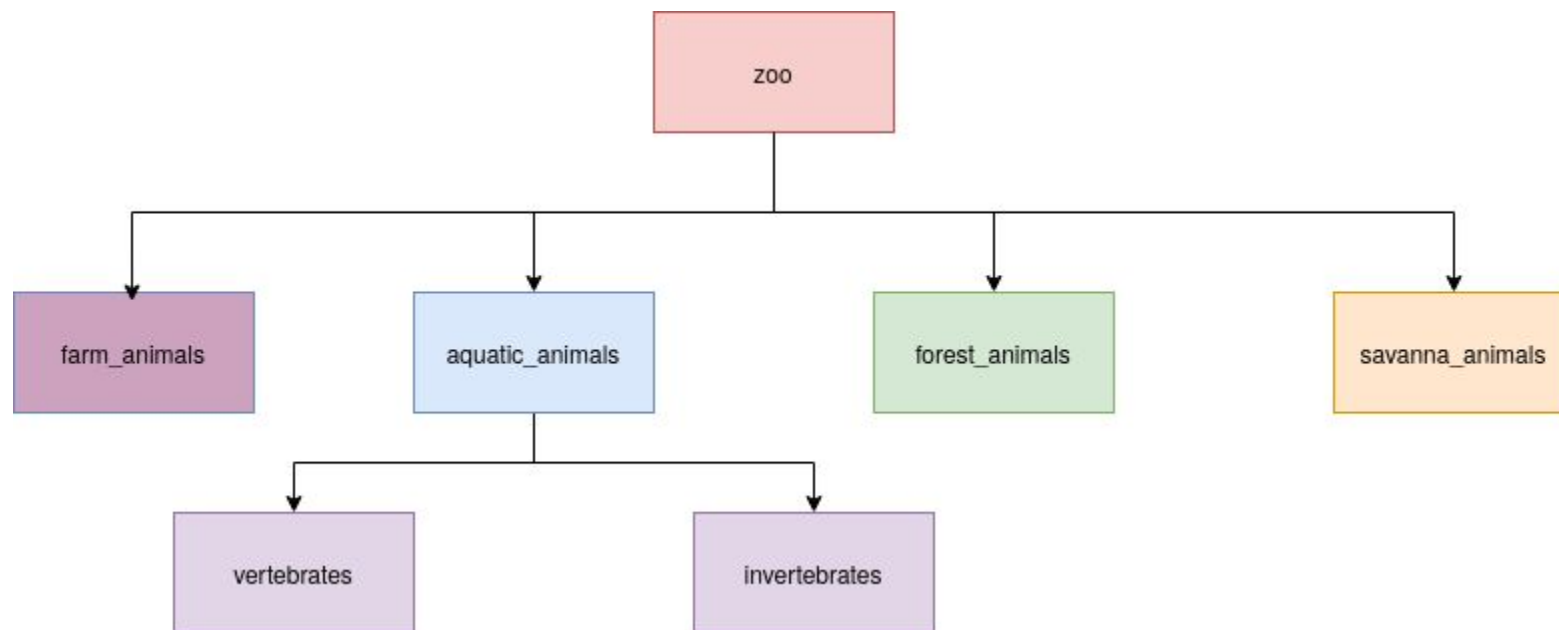 zoo
farm_animals
aquatic_animals
forest_animals
savanna_animals
vertebrates
invertebrates